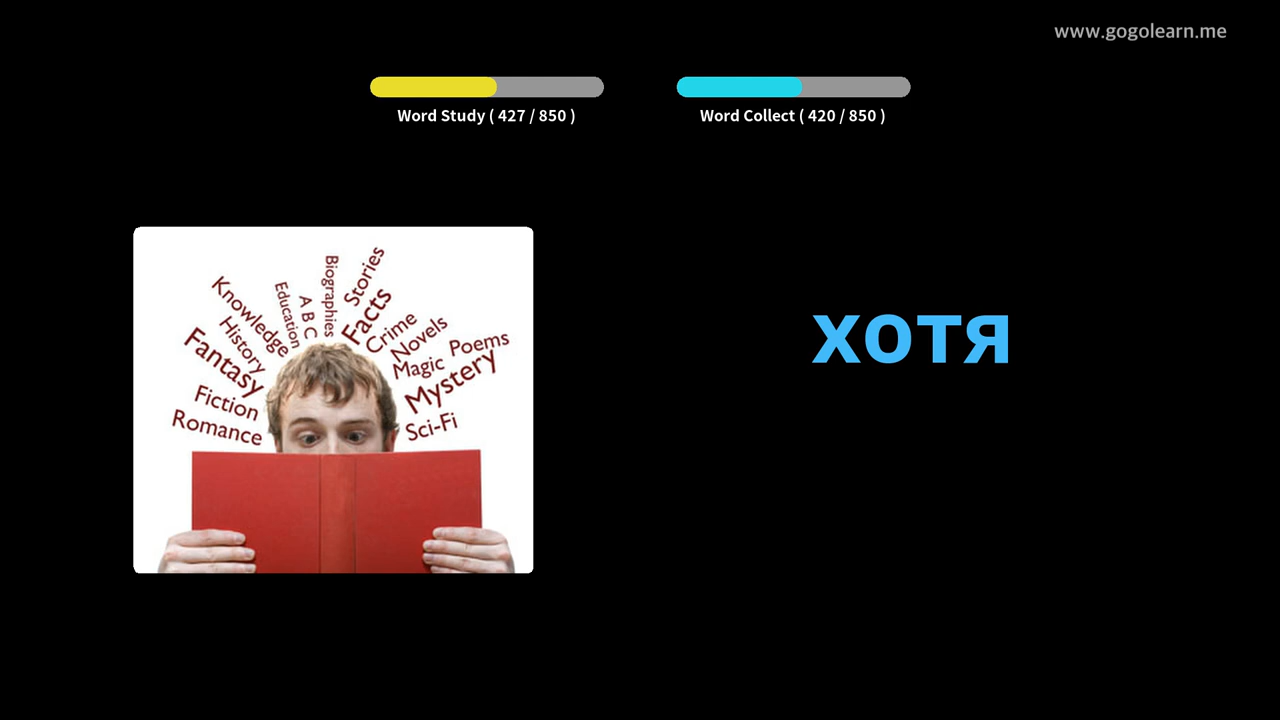 www.gogolearn.me
Word Study ( 427 / 850 )
Word Collect ( 420 / 850 )
Stories
Biographies
Facts
A B C
Education
Knowledge
Crime
Novels
History
Poems
Fantasy
Magic
Mystery
Fiction
Romance
Sci-Fi
хотя